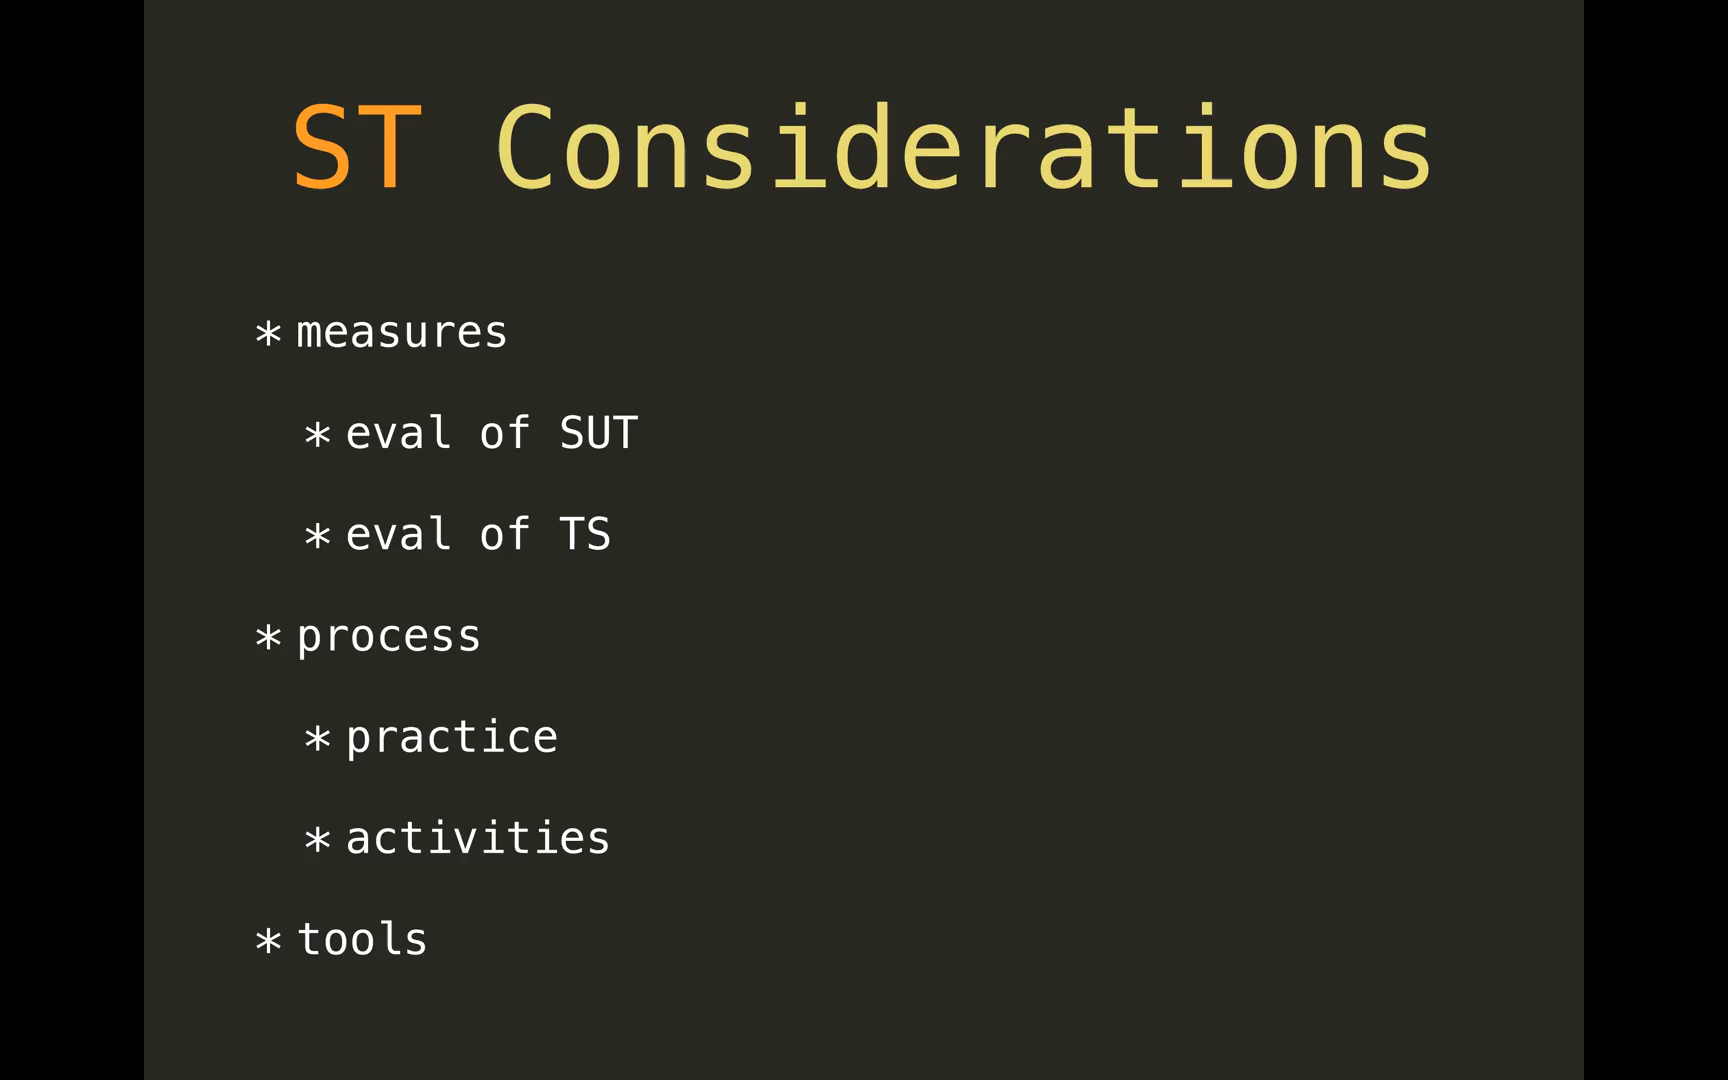 ST Considerations
* measures
* eval of SUT
* eval of TS
* process
* practice
* activities
* tools